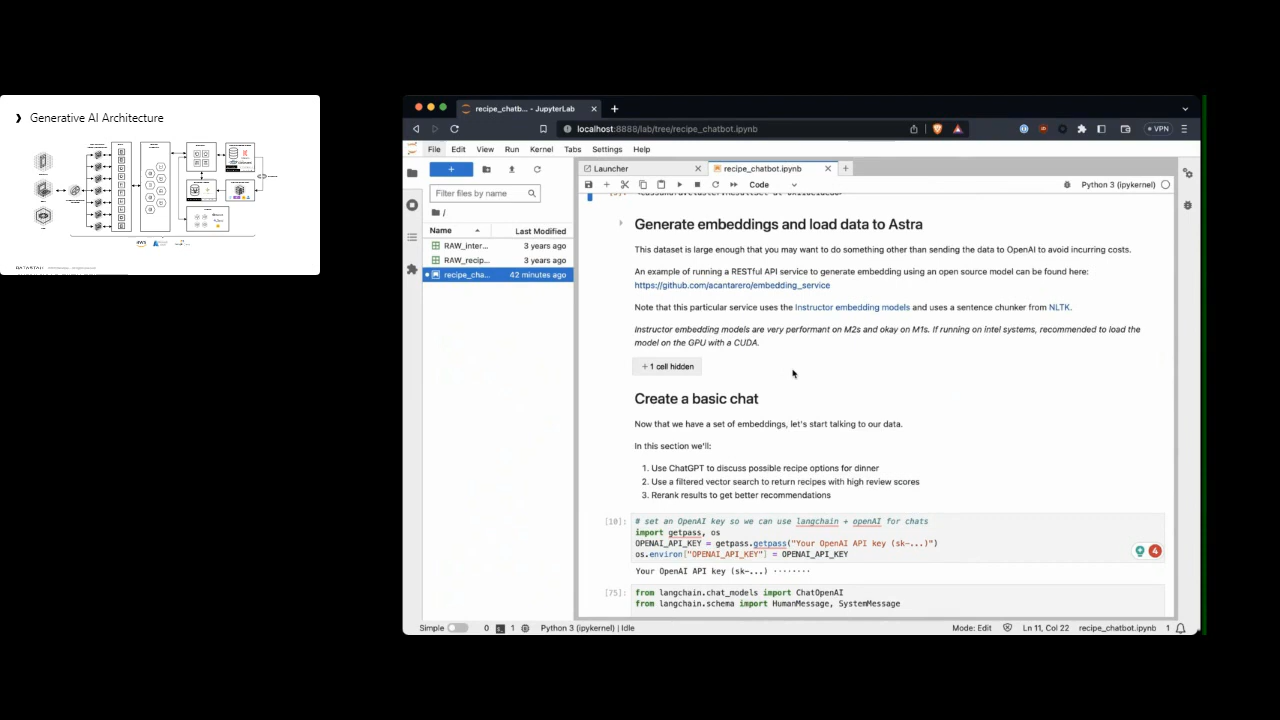 ❯ Generative AI Architecture
aws
DATASTAX
recipe_chatb... - JupyterLab
localhost:8888/lab/tree/recipe_chatbot.ipynb
VPN
File Edit View Run Kernel Tabs Settings Help
Filter files by name
/
Name Last Modified
RAW_inter... 3 years ago
RAW_recip... 3 years ago
recipe_cha... 42 minutes ago
Launcher
recipe_chatbot.ipynb
Code
Python 3 (ipykernel)
Generate embeddings and load data to Astra
This dataset is large enough that you may want to do something other than sending the data to OpenAI to avoid incurring costs.
An example of running a RESTful API service to generate embedding using an open source model can be found here:
https://github.com/acantarero/embedding_service
Note that this particular service uses the Instructor embedding models and uses a sentence chunker from NLTK.
Instructor embedding models are very performant on M2s and okay on M1s. If running on intel systems, recommended to load the
model on the GPU with a CUDA.
+ 1 cell hidden
Create a basic chat
Now that we have a set of embeddings, let's start talking to our data.
In this section we'll:
1. Use ChatGPT to discuss possible recipe options for dinner
2. Use a filtered vector search to return recipes with high review scores
3. Rerank results to get better recommendations
[10]: # set an OpenAI key so we can use langchain + openAI for chats
import getpass, os
OPENAI_API_KEY = getpass.getpass("Your OpenAI API key (sk-...)")
os.environ["OPENAI_API_KEY"] = OPENAI_API_KEY
4
Your OpenAI API key (sk-...) ········
[75]: from langchain.chat_models import ChatOpenAI
from langchain.schema import HumanMessage, SystemMessage
Simple 0 1 Python 3 (ipykernel) | Idle Mode: Edit Ln 11, Col 22 recipe_chatbot.ipynb 1